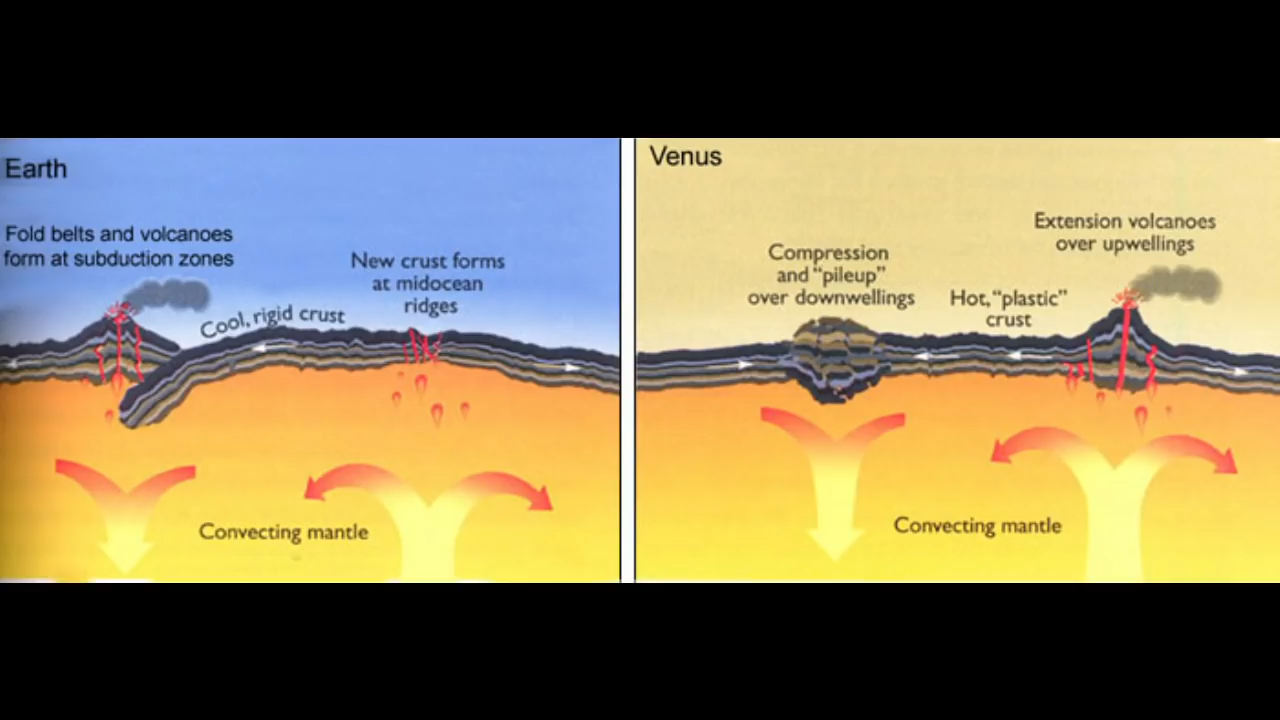 Earth
Fold belts and volcanoes
form at subduction zones
New crust forms
at midocean
ridges
Cool, rigid crust
Convecting mantle
Venus
Extension volcanoes
over upwellings
Compression
and “pileup”
over downwellings
Hot, “plastic”
crust
Convecting mantle